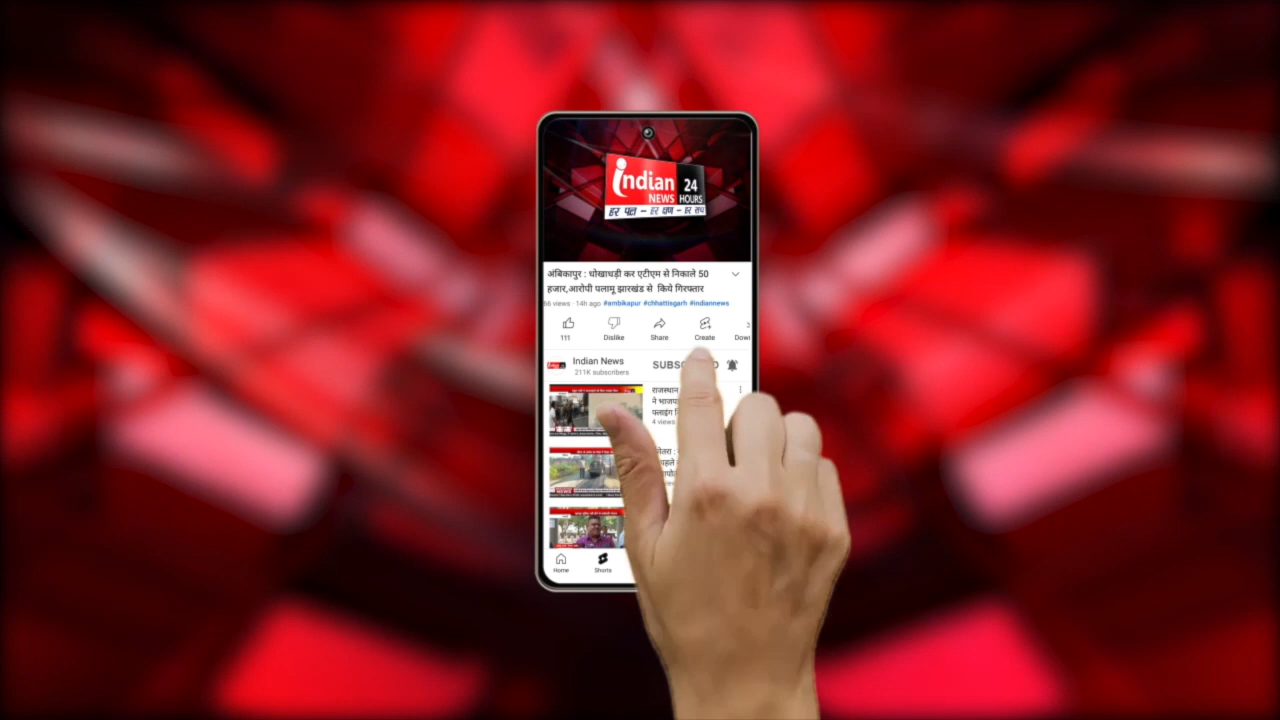 indian
NEWS
24
HOURS
हर पल – हर क्षण – हर सच
अंबिकापुर : धोखाधड़ी कर एटीएम से निकाले 50
हजार,आरोपी पलामू झारखंड से किये गिरफ्तार
66 views · 14h ago #ambikapur #chhattisgarh #indiannews
111
Dislike
Share
Create
Indian News
211K subscribers
राजस्थान
ने भाजपा
फ्लाइंग
4 views
Home
Shorts